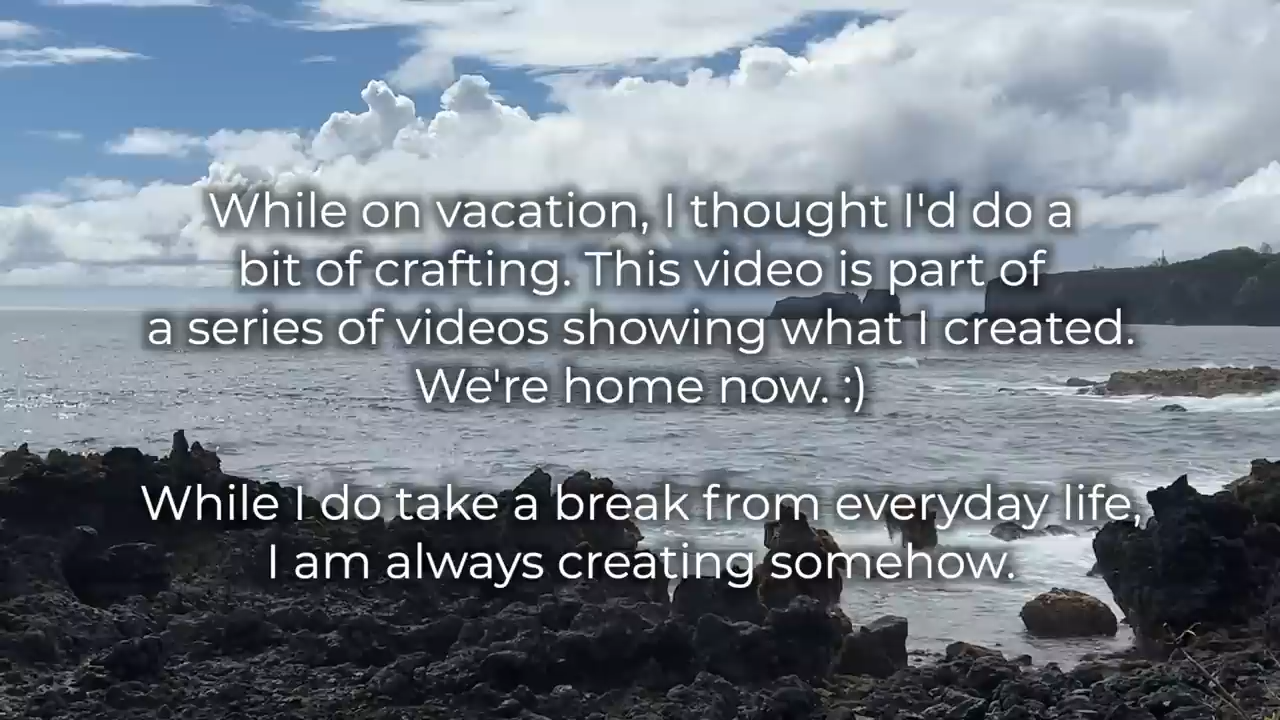 While on vacation, I thought I'd do a
bit of crafting. This video is part of
a series of videos showing what I created.
We're home now. :)
While I do take a break from everyday life,
I am always creating somehow.